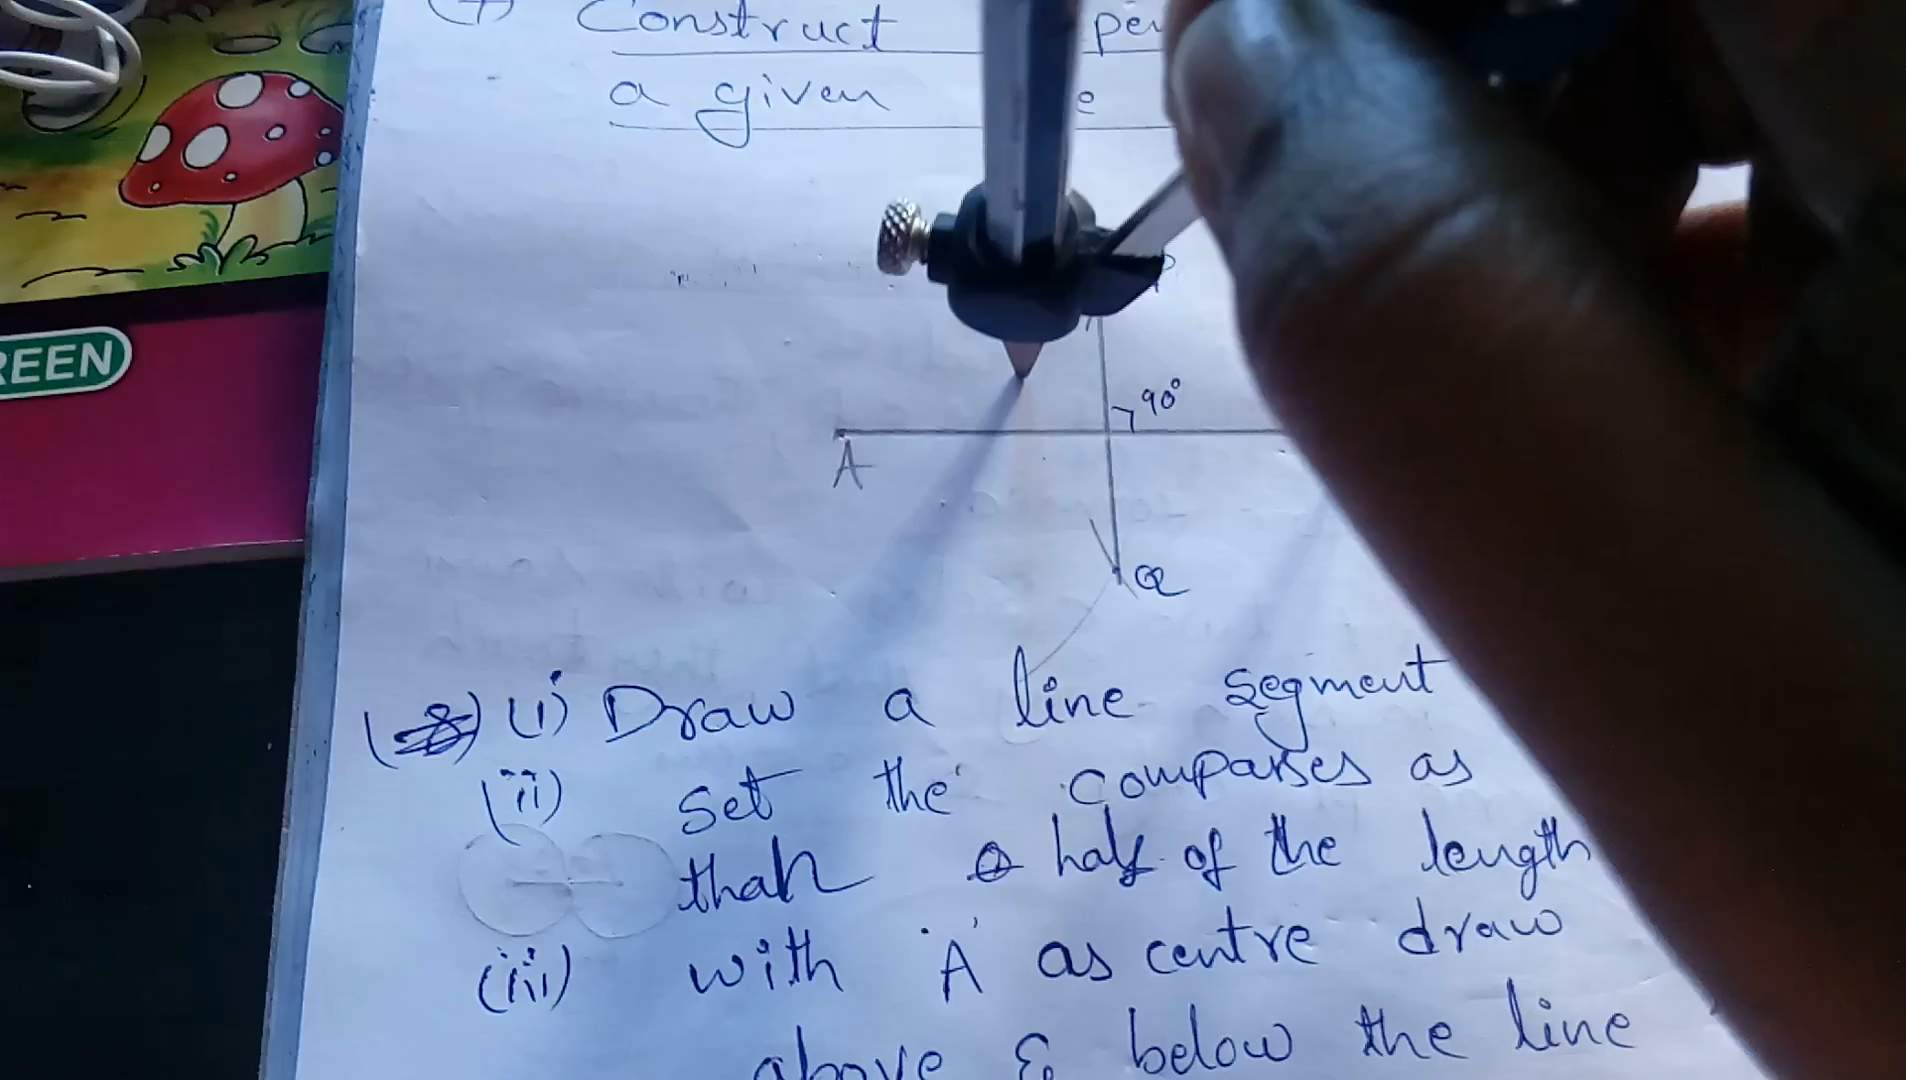 Construct
a given
REEN
90°
A
Q
(i) Draw a line segment
(ii) Set the compasses as
than half of the length
(iii) with 'A' as centre draw
above & below the line